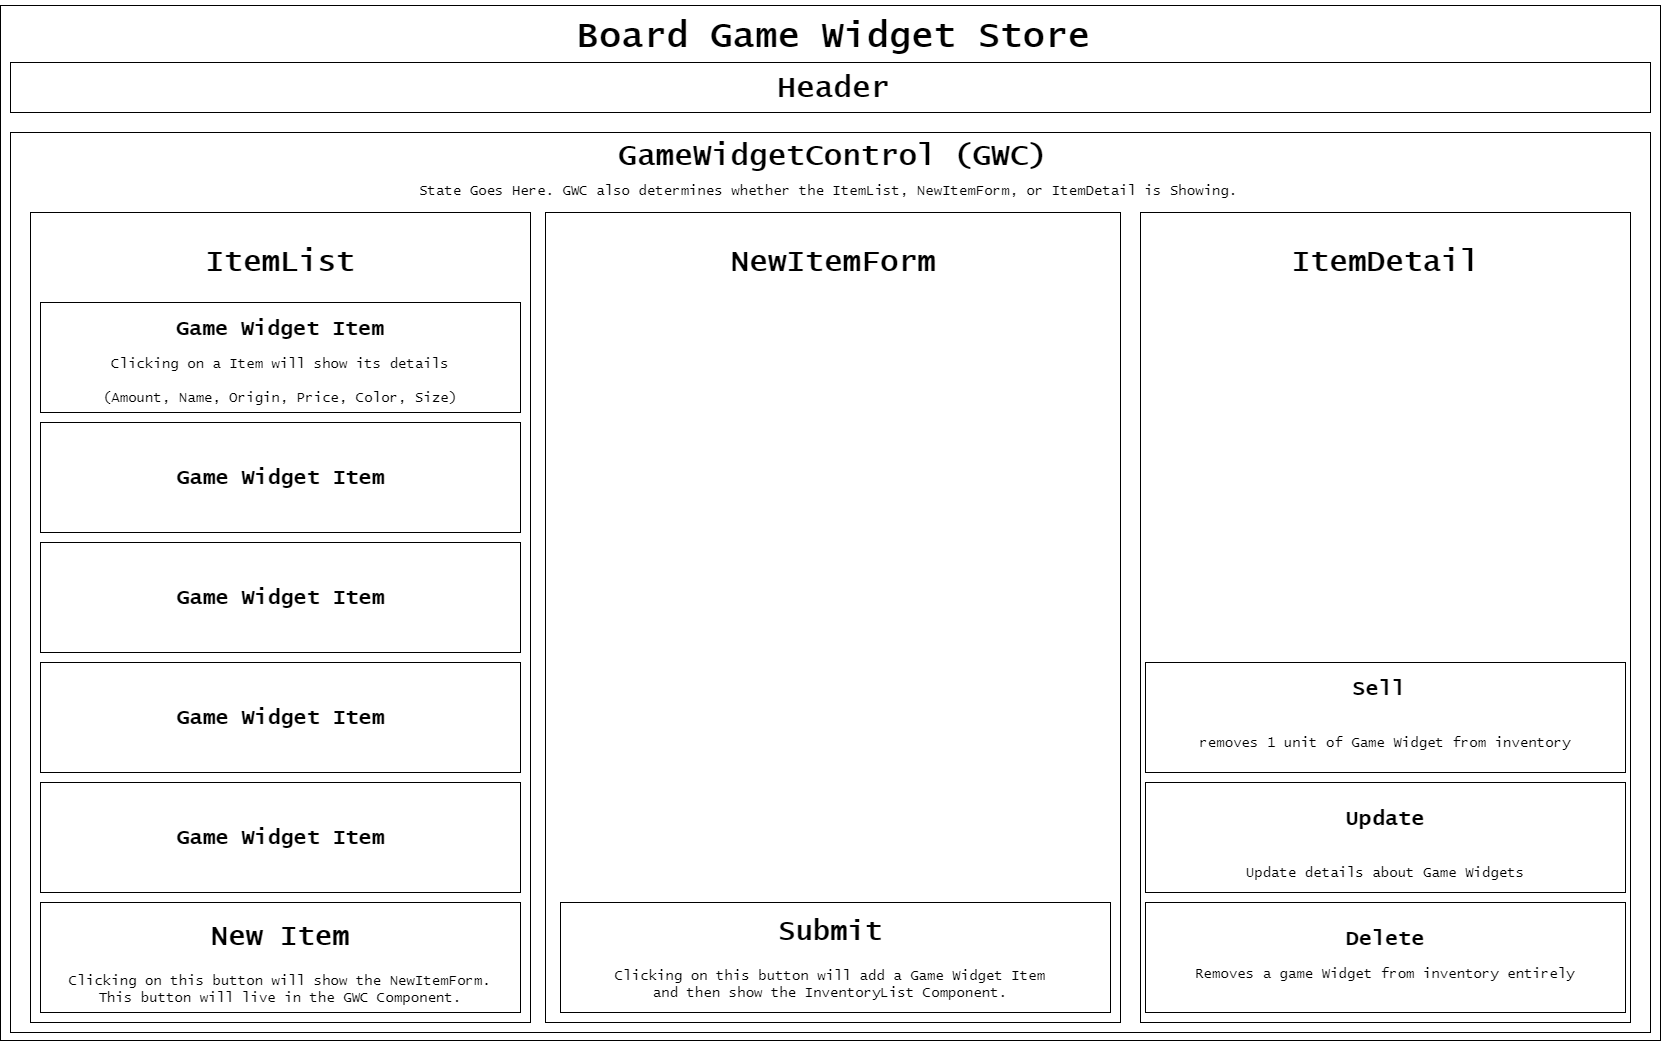 Board Game Widget Store
Header
GameWidgetControl (GWC)
State Goes Here. GWC also determines whether the ItemList, NewItemForm, or ItemDetail is Showing.
ItemList
Game Widget Item
Clicking on a Item will show its details
(Amount, Name, Origin, Price, Color, Size)
Game Widget Item
Game Widget Item
Game Widget Item
Game Widget Item
New Item
Clicking on this button will show the NewItemForm.
This button will live in the GWC Component.
NewItemForm
Submit
Clicking on this button will add a Game Widget Item
and then show the InventoryList Component.
ItemDetail
Sell
removes 1 unit of Game Widget from inventory
Update
Update details about Game Widgets
Delete
Removes a game Widget from inventory entirely